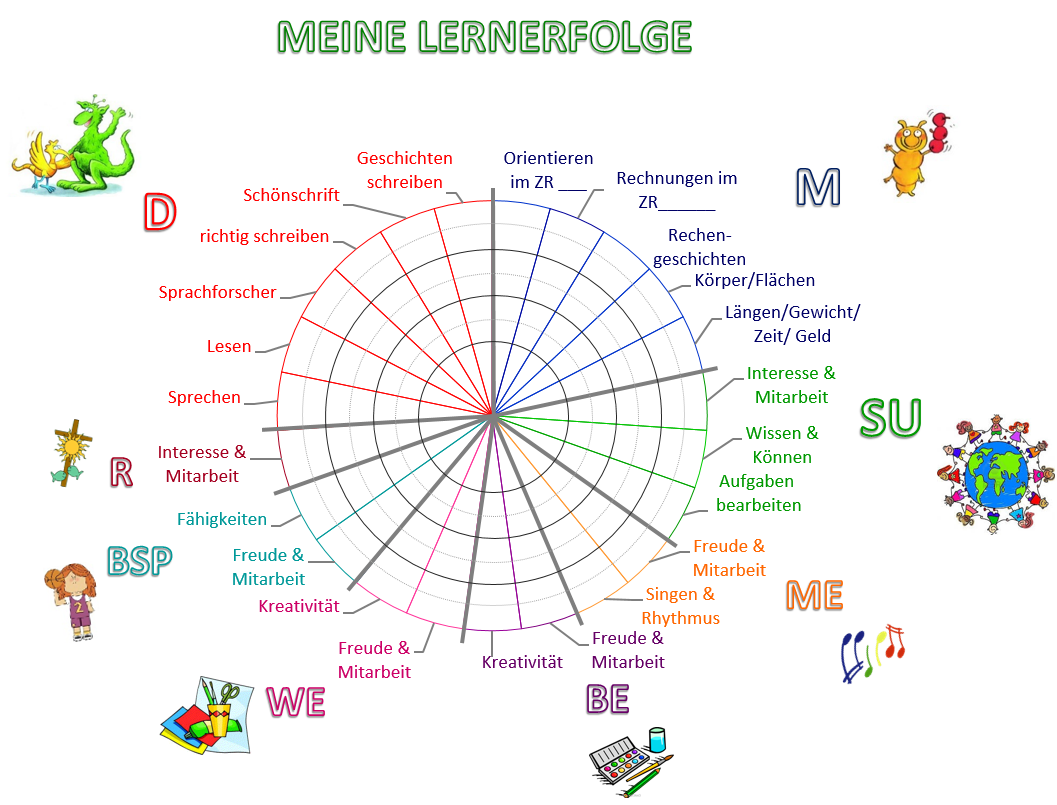 MEINE LERNERFOLGE
D
Geschichten
schreiben
Schönschrift
richtig schreiben
Sprachforscher
Lesen
Sprechen
M
Orientieren
im ZR ___
Rechnungen im
ZR______
Rechen-
geschichten
Körper/Flächen
Längen/Gewicht/
Zeit/ Geld
SU
Interesse &
Mitarbeit
Wissen &
Können
Aufgaben
bearbeiten
ME
Freude &
Mitarbeit
Singen &
Rhythmus
BE
Freude &
Mitarbeit
Kreativität
WE
Freude &
Mitarbeit
Kreativität
BSP
Freude &
Mitarbeit
Fähigkeiten
2
R
Interesse &
Mitarbeit